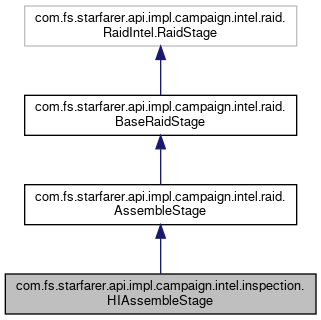 com.fs.starfarer.api.impl.campaign.intel.raid.
RaidIntel.RaidStage
com.fs.starfarer.api.impl.campaign.intel.raid.
BaseRaidStage
com.fs.starfarer.api.impl.campaign.intel.raid.
AssembleStage
com.fs.starfarer.api.impl.campaign.intel.inspection.
HIAssembleStage